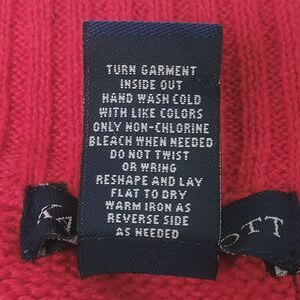 TURN GARMENT
INSIDE OUT
HAND WASH COLD
WITH LIKE COLORS
ONLY NON-CHLORINE
BLEACH WHEN NEEDED
DO NOT TWIST
OR WRING
RESHAPE AND LAY
FLAT TO DRY
WARM IRON AS
REVERSE SIDE
AS NEEDED